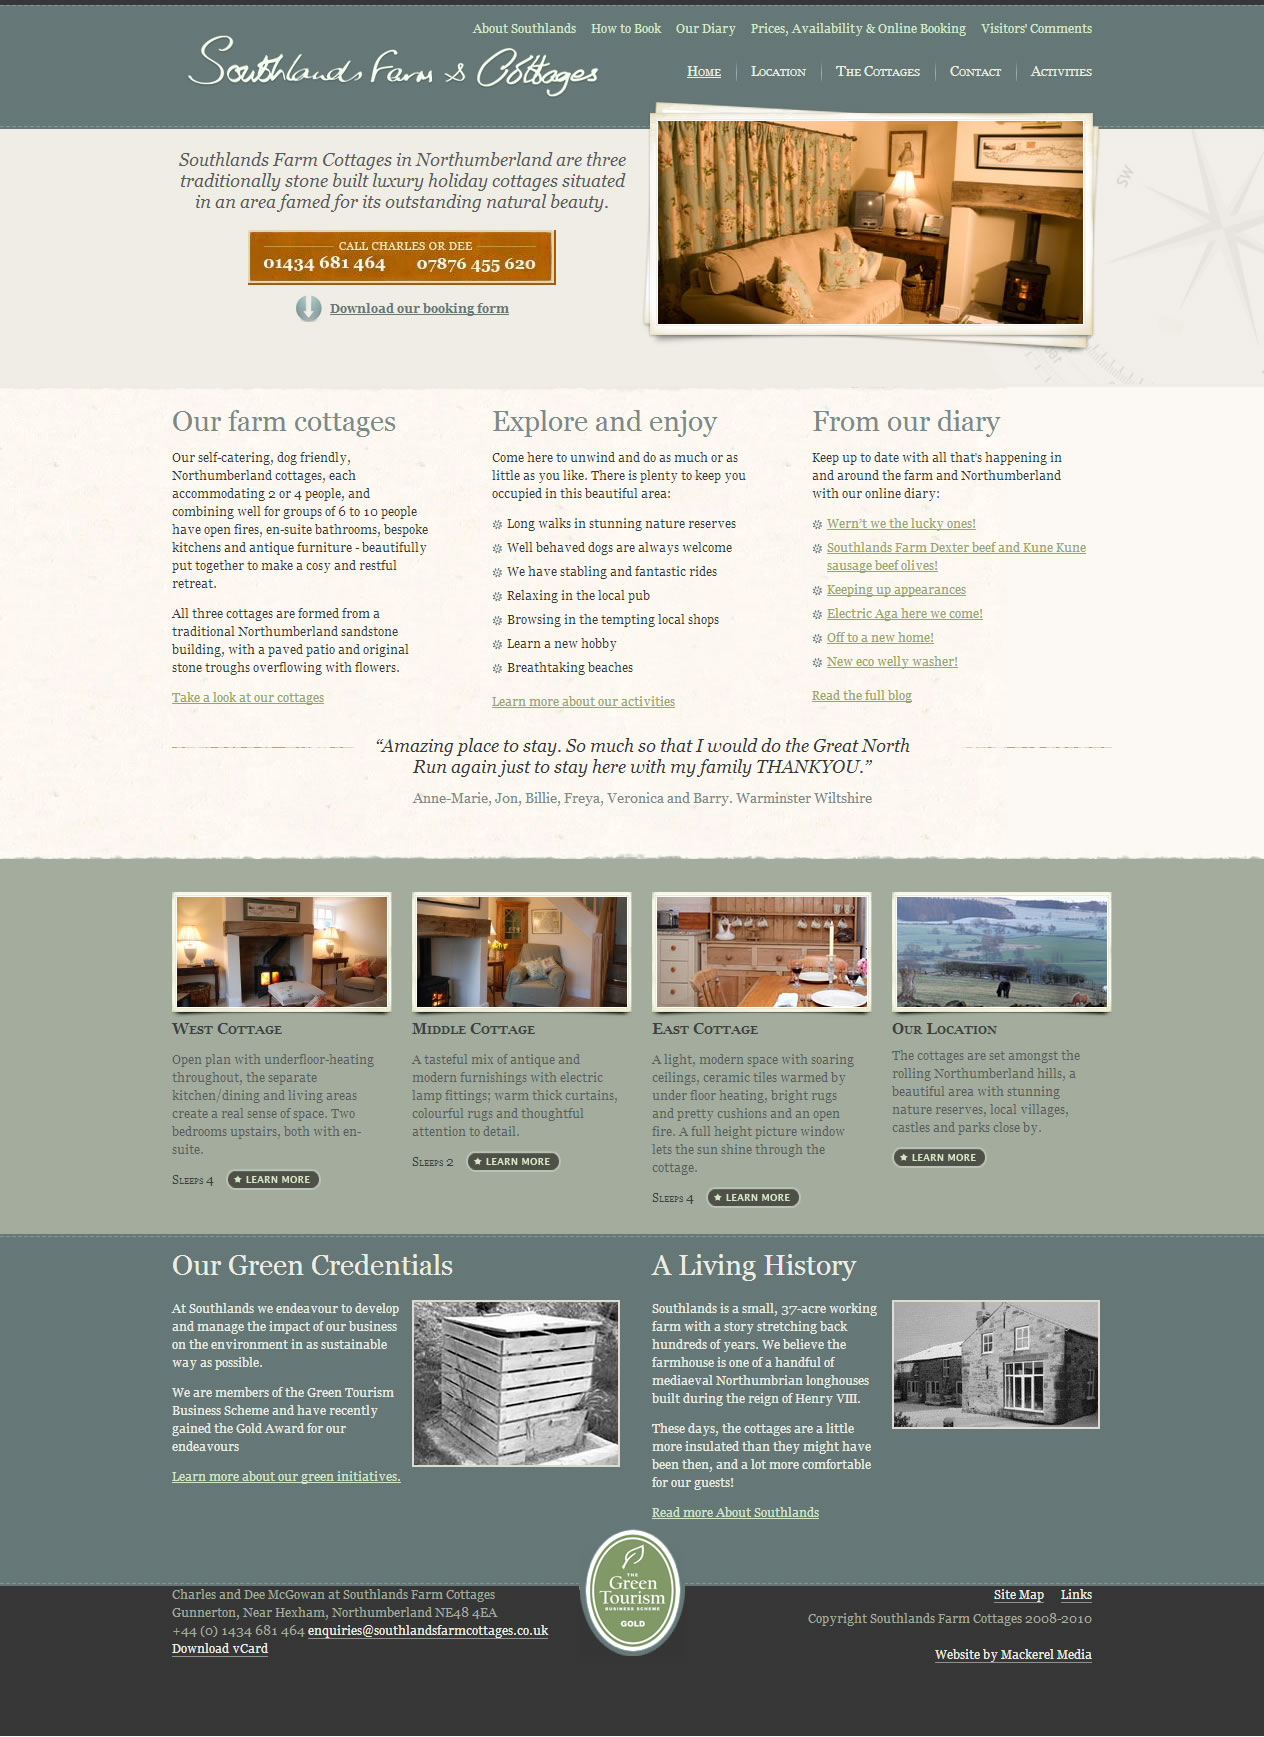 About Southlands How to Book Our Diary Prices, Availability & Online Booking Visitors' Comments
Southlands Farm & Cottages
Home Location The Cottages Contact Activities
Southlands Farm Cottages in Northumberland are three
traditionally stone built luxury holiday cottages situated
in an area famed for its outstanding natural beauty.
CALL CHARLES OR DEE
01434 681 464 07876 455 620
Download our booking form
SW
Our farm cottages
Our self-catering, dog friendly,
Northumberland cottages, each
accommodating 2 or 4 people, and
combining well for groups of 6 to 10 people
have open fires, en-suite bathrooms, bespoke
kitchens and antique furniture - beautifully
put together to make a cosy and restful
retreat.
All three cottages are formed from a
traditional Northumberland sandstone
building, with a paved patio and original
stone troughs overflowing with flowers.
Take a look at our cottages
Explore and enjoy
Come here to unwind and do as much or as
little as you like. There is plenty to keep you
occupied in this beautiful area:
Long walks in stunning nature reserves
Well behaved dogs are always welcome
We have stabling and fantastic rides
Relaxing in the local pub
Browsing in the tempting local shops
Learn a new hobby
Breathtaking beaches
Learn more about our activities
From our diary
Keep up to date with all that's happening in
and around the farm and Northumberland
with our online diary:
Wern't we the lucky ones!
Southlands Farm Dexter beef and Kune Kune
sausage beef olives!
Keeping up appearances
Electric Aga here we come!
Off to a new home!
New eco welly washer!
Read the full blog
“Amazing place to stay. So much so that I would do the Great North
Run again just to stay here with my family THANKYOU.”
Anne-Marie, Jon, Billie, Freya, Veronica and Barry. Warminster Wiltshire
West Cottage
Open plan with underfloor-heating
throughout, the separate
kitchen/dining and living areas
create a real sense of space. Two
bedrooms upstairs, both with en-
suite.
Sleeps 4 LEARN MORE
Middle Cottage
A tasteful mix of antique and
modern furnishings with electric
lamp fittings; warm thick curtains,
colourful rugs and thoughtful
attention to detail.
Sleeps 2 LEARN MORE
East Cottage
A light, modern space with soaring
ceilings, ceramic tiles warmed by
under floor heating, bright rugs
and pretty cushions and an open
fire. A full height picture window
lets the sun shine through the
cottage.
Sleeps 4 LEARN MORE
Our Location
The cottages are set amongst the
rolling Northumberland hills, a
beautiful area with stunning
nature reserves, local villages,
castles and parks close by.
LEARN MORE
Our Green Credentials
At Southlands we endeavour to develop
and manage the impact of our business
on the environment in as sustainable
way as possible.
We are members of the Green Tourism
Business Scheme and have recently
gained the Gold Award for our
endeavours
Learn more about our green initiatives.
A Living History
Southlands is a small, 37-acre working
farm with a story stretching back
hundreds of years. We believe the
farmhouse is one of a handful of
mediaeval Northumbrian longhouses
built during the reign of Henry VIII.
These days, the cottages are a little
more insulated than they might have
been then, and a lot more comfortable
for our guests!
Read more About Southlands
THE
Green
Tourism
BUSINESS SCHEME
GOLD
Charles and Dee McGowan at Southlands Farm Cottages
Gunnerton, Near Hexham, Northumberland NE48 4EA
+44 (0) 1434 681 464 enquiries@southlandsfarmcottages.co.uk
Download vCard
Site Map Links
Copyright Southlands Farm Cottages 2008-2010
Website by Mackerel Media